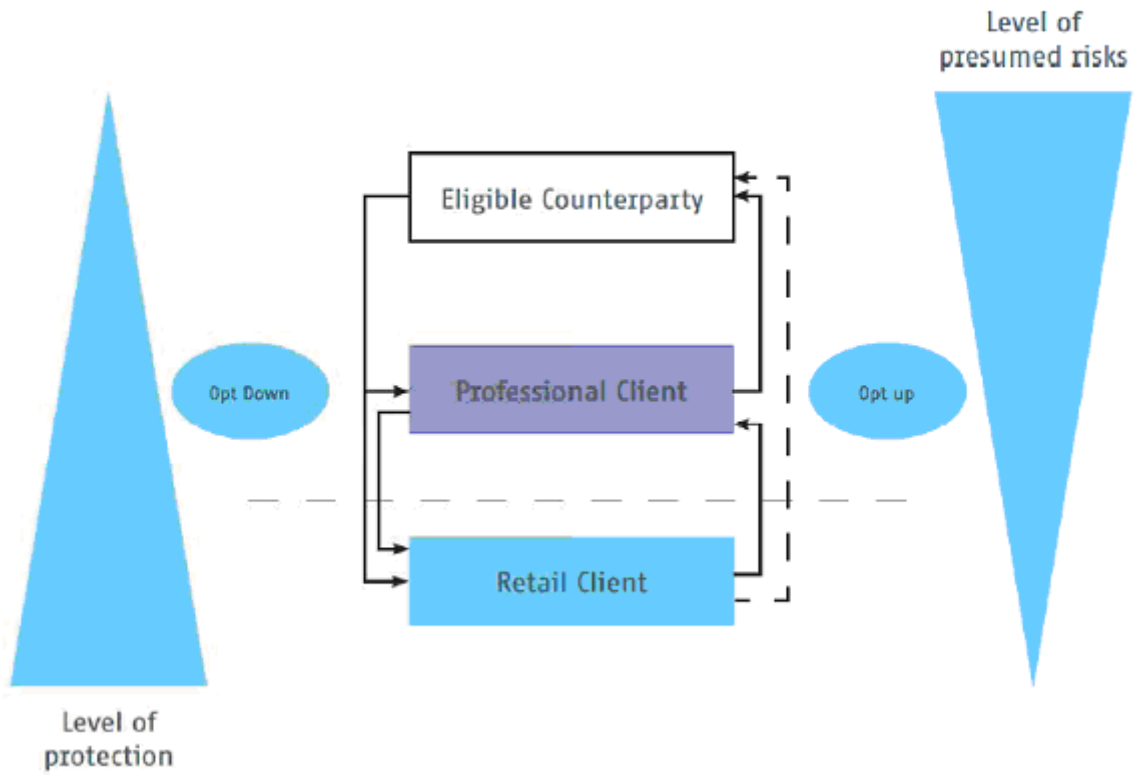 Level of
presumed risks
Eligible Counterparty
Opt Down
Professional Client
Opt up
Retail Client
Level of
protection